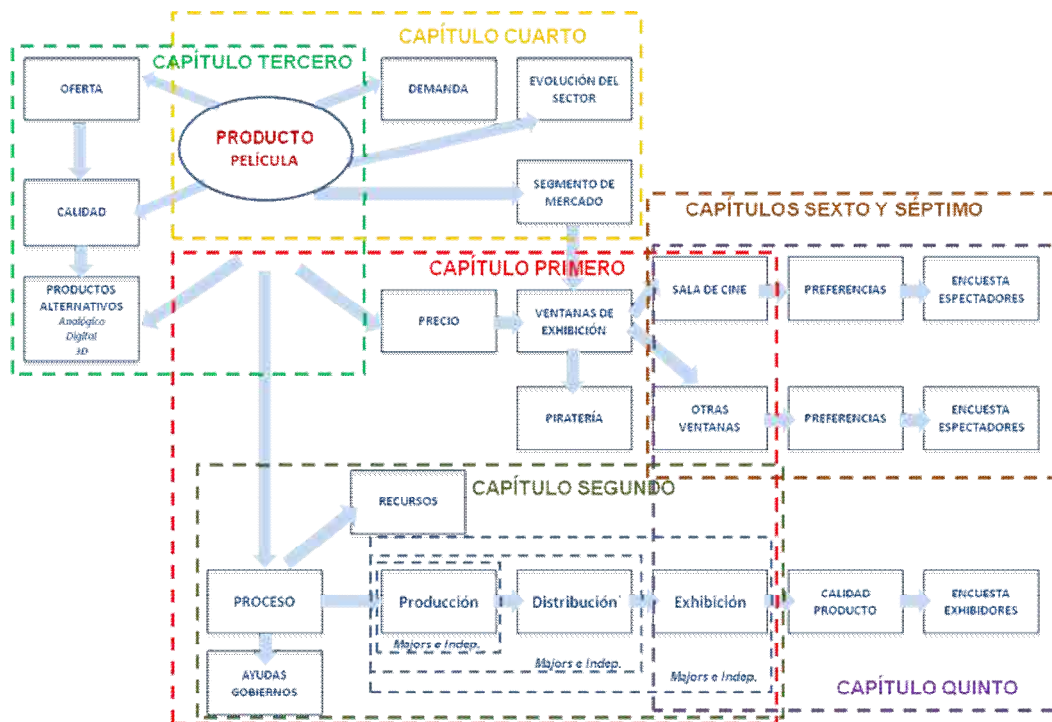 CAPÍTULO CUARTO
CAPÍTULO TERCERO
OFERTA
DEMANDA
EVOLUCIÓN DEL
SECTOR
PRODUCTO
PELÍCULA
CALIDAD
SEGMENTO DE
MERCADO
CAPÍTULOS SEXTO Y SÉPTIMO
CAPÍTULO PRIMERO
PRODUCTOS
ALTERNATIVOS
Analógico
Digital
3D
PRECIO
VENTANAS DE
EXHIBICIÓN
SALA DE CINE
PREFERENCIAS
ENCUESTA
ESPECTADORES
PIRATERÍA
OTRAS
VENTANAS
PREFERENCIAS
ENCUESTA
ESPECTADORES
CAPÍTULO SEGUNDO
RECURSOS
PROCESO
Producción
Distribución
Exhibición
CALIDAD
PRODUCTO
ENCUESTA
EXHIBIDORES
Majors e Indep.
Majors e Indep.
Majors e Indep.
AYUDAS
GOBIERNOS
CAPÍTULO QUINTO